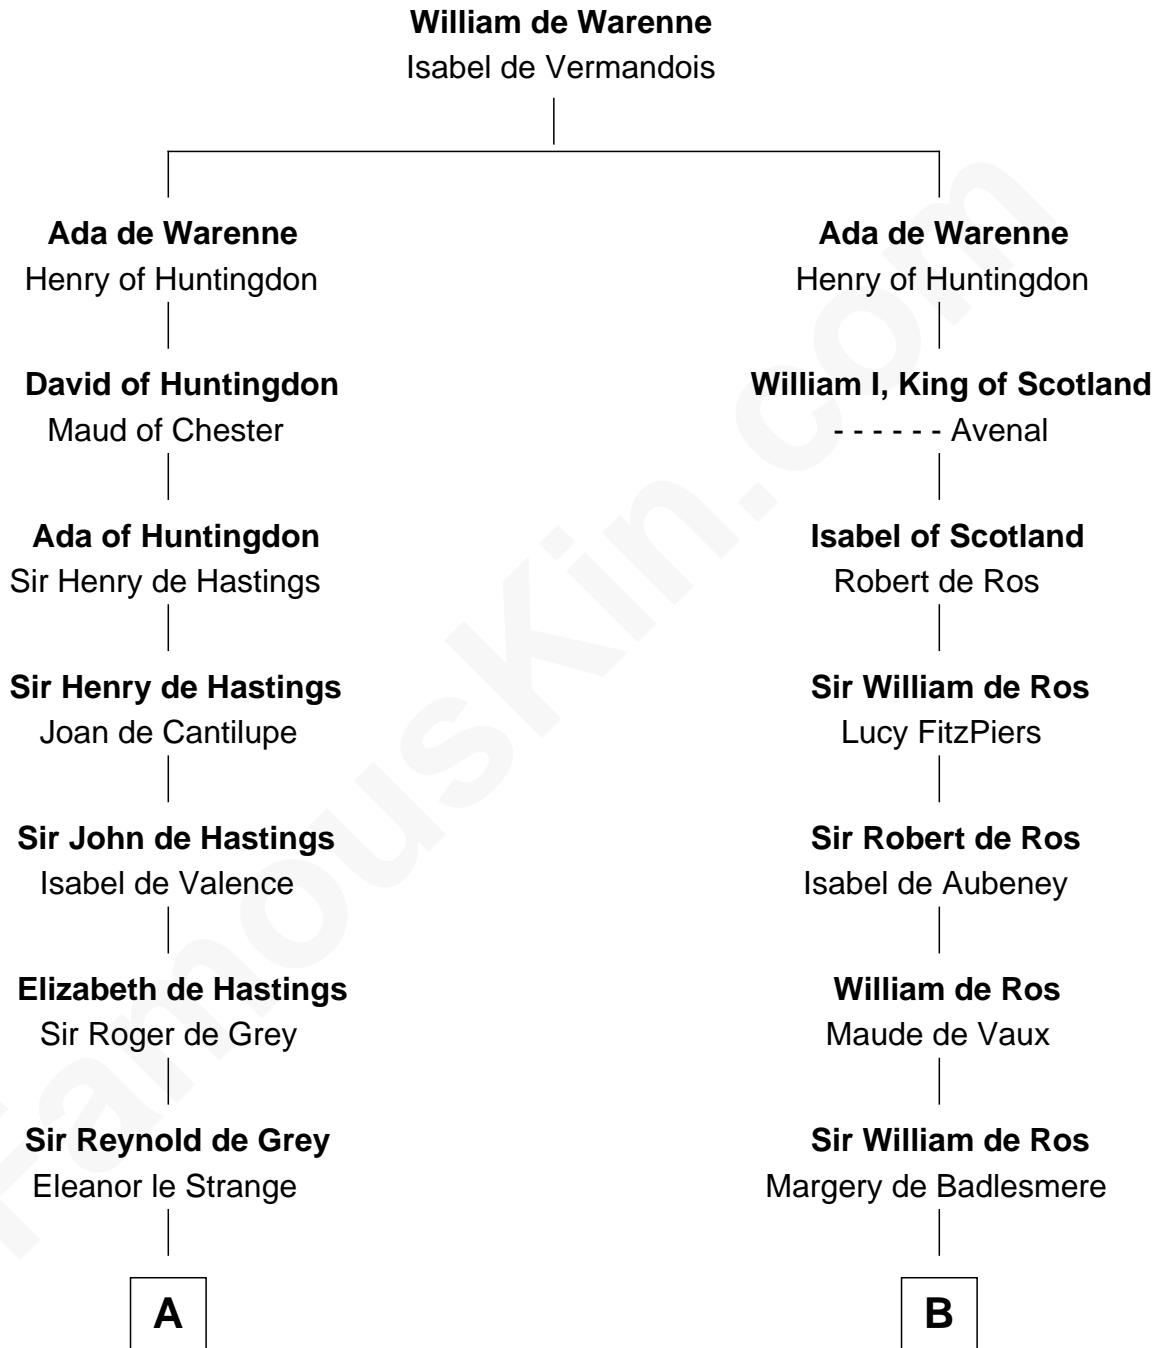 William de Warenne
Isabel de Vermandois
Ada de Warenne
Henry of Huntingdon
Ada de Warenne
Henry of Huntingdon
David of Huntingdon
Maud of Chester
William I, King of Scotland
- - - - - - Avenal
Ada of Huntingdon
Sir Henry de Hastings
Isabel of Scotland
Robert de Ros
Sir Henry de Hastings
Joan de Cantilupe
Sir William de Ros
Lucy FitzPiers
Sir John de Hastings
Isabel de Valence
Sir Robert de Ros
Isabel de Aubeney
Elizabeth de Hastings
Sir Roger de Grey
William de Ros
Maude de Vaux
Sir Reynold de Grey
Eleanor le Strange
Sir William de Ros
Margery de Badlesmere
A
B
FamousKin.com